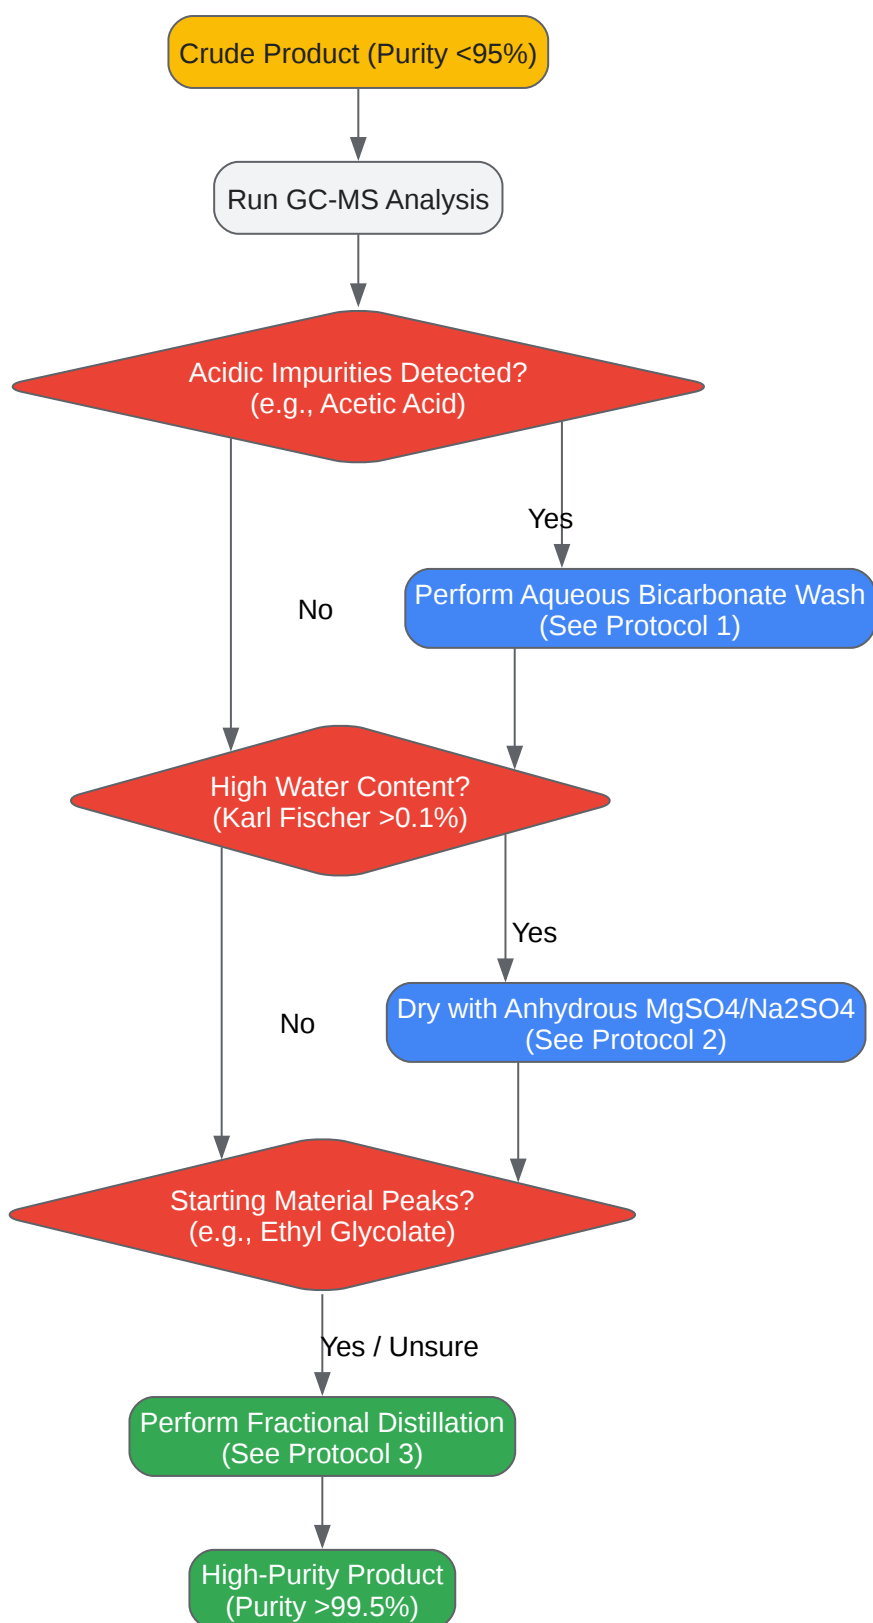 Crude Product (Purity <95%)
Run GC-MS Analysis
Acidic Impurities Detected?
(e.g., Acetic Acid)
Yes
Perform Aqueous Bicarbonate Wash
(See Protocol 1)
No
High Water Content?
(Karl Fischer >0.1%)
Yes
Dry with Anhydrous MgSO4/Na2SO4
(See Protocol 2)
No
Starting Material Peaks?
(e.g., Ethyl Glycolate)
Yes / Unsure
Perform Fractional Distillation
(See Protocol 3)
High-Purity Product
(Purity >99.5%)